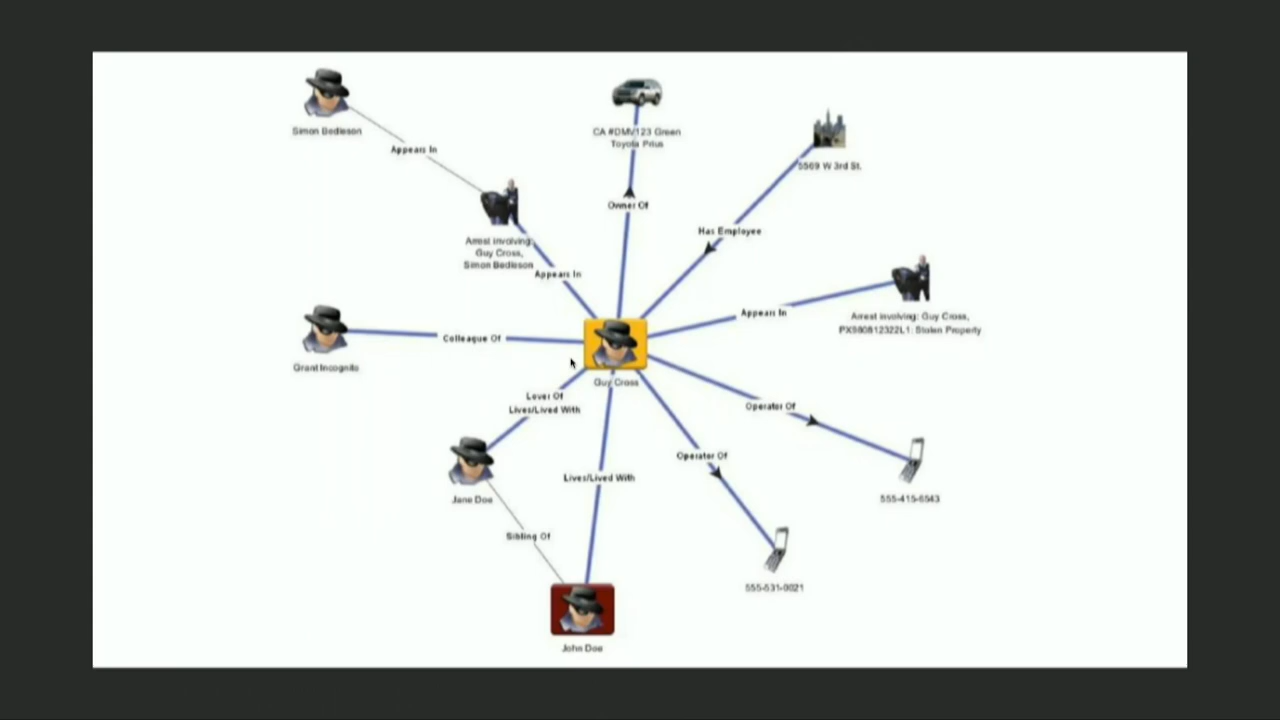 Simon Bedleson
Appears In
CA #DMV123 Green
Toyota Prius
5509 W 3rd St.
Owner Of
Has Employee
Arrest involving:
Guy Cross,
Simon Bedleson
Appears In
Appears In
Arrest involving: Guy Cross,
PX980812322L1: Stolen Property
Colleague Of
Grant Incognito
Guy Cross
Lover Of
Lives/Lived With
Operator Of
Operator Of
Lives/Lived With
Jane Doe
555-415-6543
Sibling Of
555-531-0021
John Doe